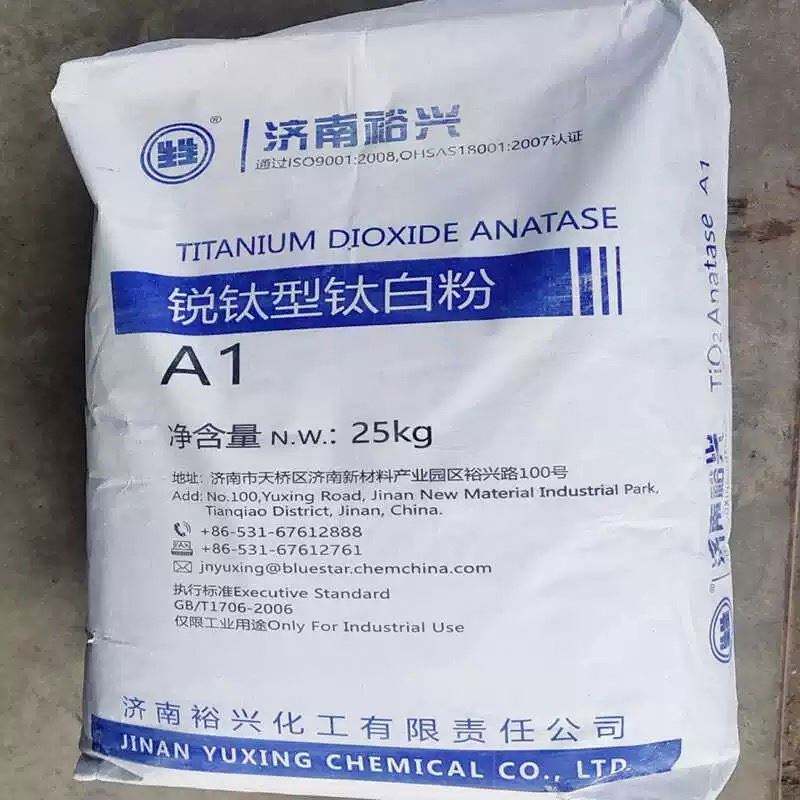 ®
济南裕兴
通过ISO9001:2008,OHSAS18001:2007认证
TITANIUM DIOXIDE ANATASE
锐钛型钛白粉
A1
净含量 N.W.: 25kg
地址: 济南市天桥区济南新材料产业园区裕兴路100号
Add: No.100,Yuxing Road, Jinan New Material Industrial Park,
Tianqiao District, Jinan, China.
+86-531-67612888
FAX +86-531-67612761
jnyuxing@bluestar.chemchina.com
执行标准Executive Standard
GB/T1706-2006
仅限工业用途Only For Industrial Use
济南裕兴化工有限责任公司
JINAN YUXING CHEMICAL CO., LTD
济南裕兴 TiO2 Anatase A1